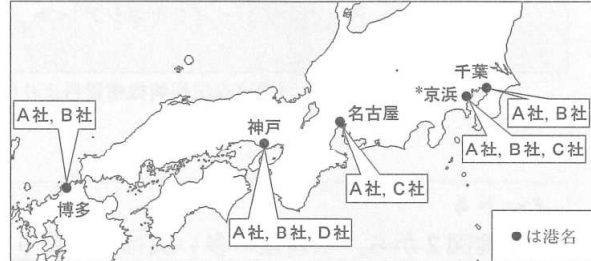 千葉
*京浜
A社, B社
名古屋
神戸
A社, B社
A社, B社, C社
A社, C社
博多
A社, B社, D社
●は港名